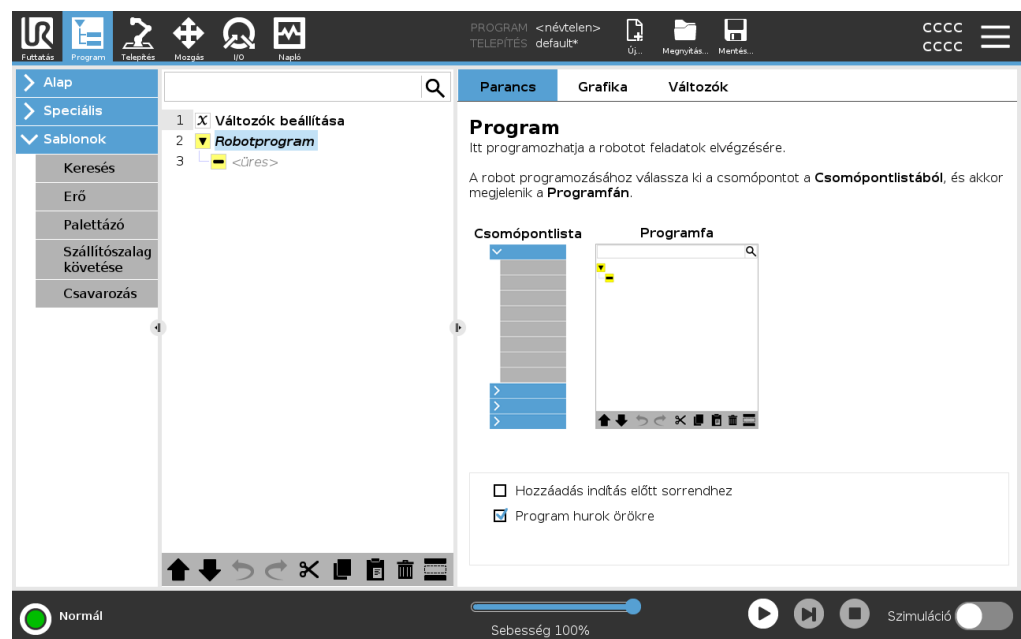 UR
Futtatás
Program
Telepítés
Mozgás
I/O
Napló
PROGRAM <névtelen>
TELEPÍTÉS default*
Új...
Megnyitás...
Mentés...
CCCC
CCCC
Alap
Speciális
Sablonok
Keresés
Erő
Palettázó
Szállítószalag
követése
Csavarozás
1 X Változók beállítása
2 Robotprogram
3 <üres>
Parancs
Grafika
Változók
Program
Itt programozhatja a robotot feladatok elvégzésére.
A robot programozásához válassza ki a csomópontot a Csomópontlistából, és akkor
megjelenik a Programfán.
Csomópontlista
Programfa
Hozzáadás indítás előtt sorrendhez
Program hurok örökre
Normál
Sebesség 100%
Szimuláció